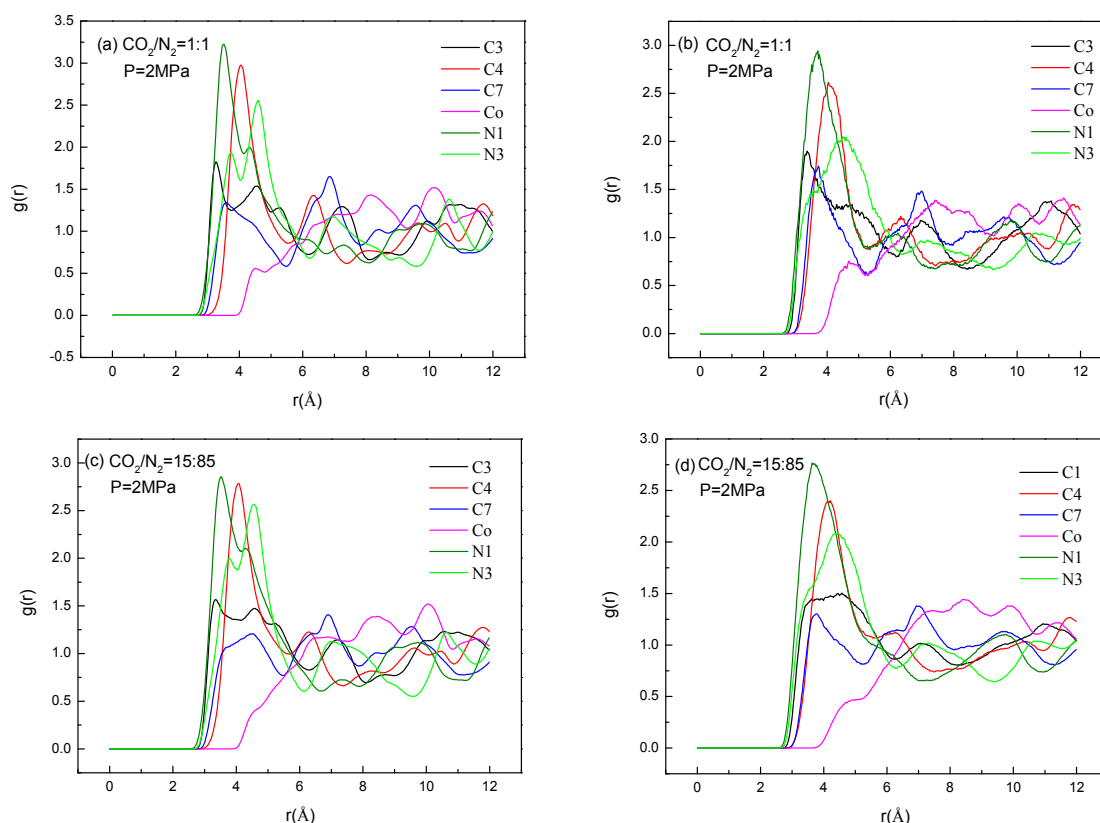 (a) CO2/N2=1:1
P=2MPa
C3
C4
C7
Co
N1
N3
3.5
3.0
2.5
2.0
1.5
1.0
0.5
0.0
-0.5
g(r)
0 2 4 6 8 10 12
r(Å)
(b) CO2/N2=1:1
P=2MPa
C3
C4
C7
Co
N1
N3
3.0
2.5
2.0
1.5
1.0
0.5
0.0
g(r)
0 2 4 6 8 10 12
r(Å)
(c) CO2/N2=15:85
P=2MPa
C3
C4
C7
Co
N1
N3
3.0
2.5
2.0
1.5
1.0
0.5
0.0
g(r)
0 2 4 6 8 10 12
r(Å)
(d) CO2/N2=15:85
P=2MPa
C1
C4
C7
Co
N1
N3
3.0
2.5
2.0
1.5
1.0
0.5
0.0
g(r)
0 2 4 6 8 10 12
r(Å)